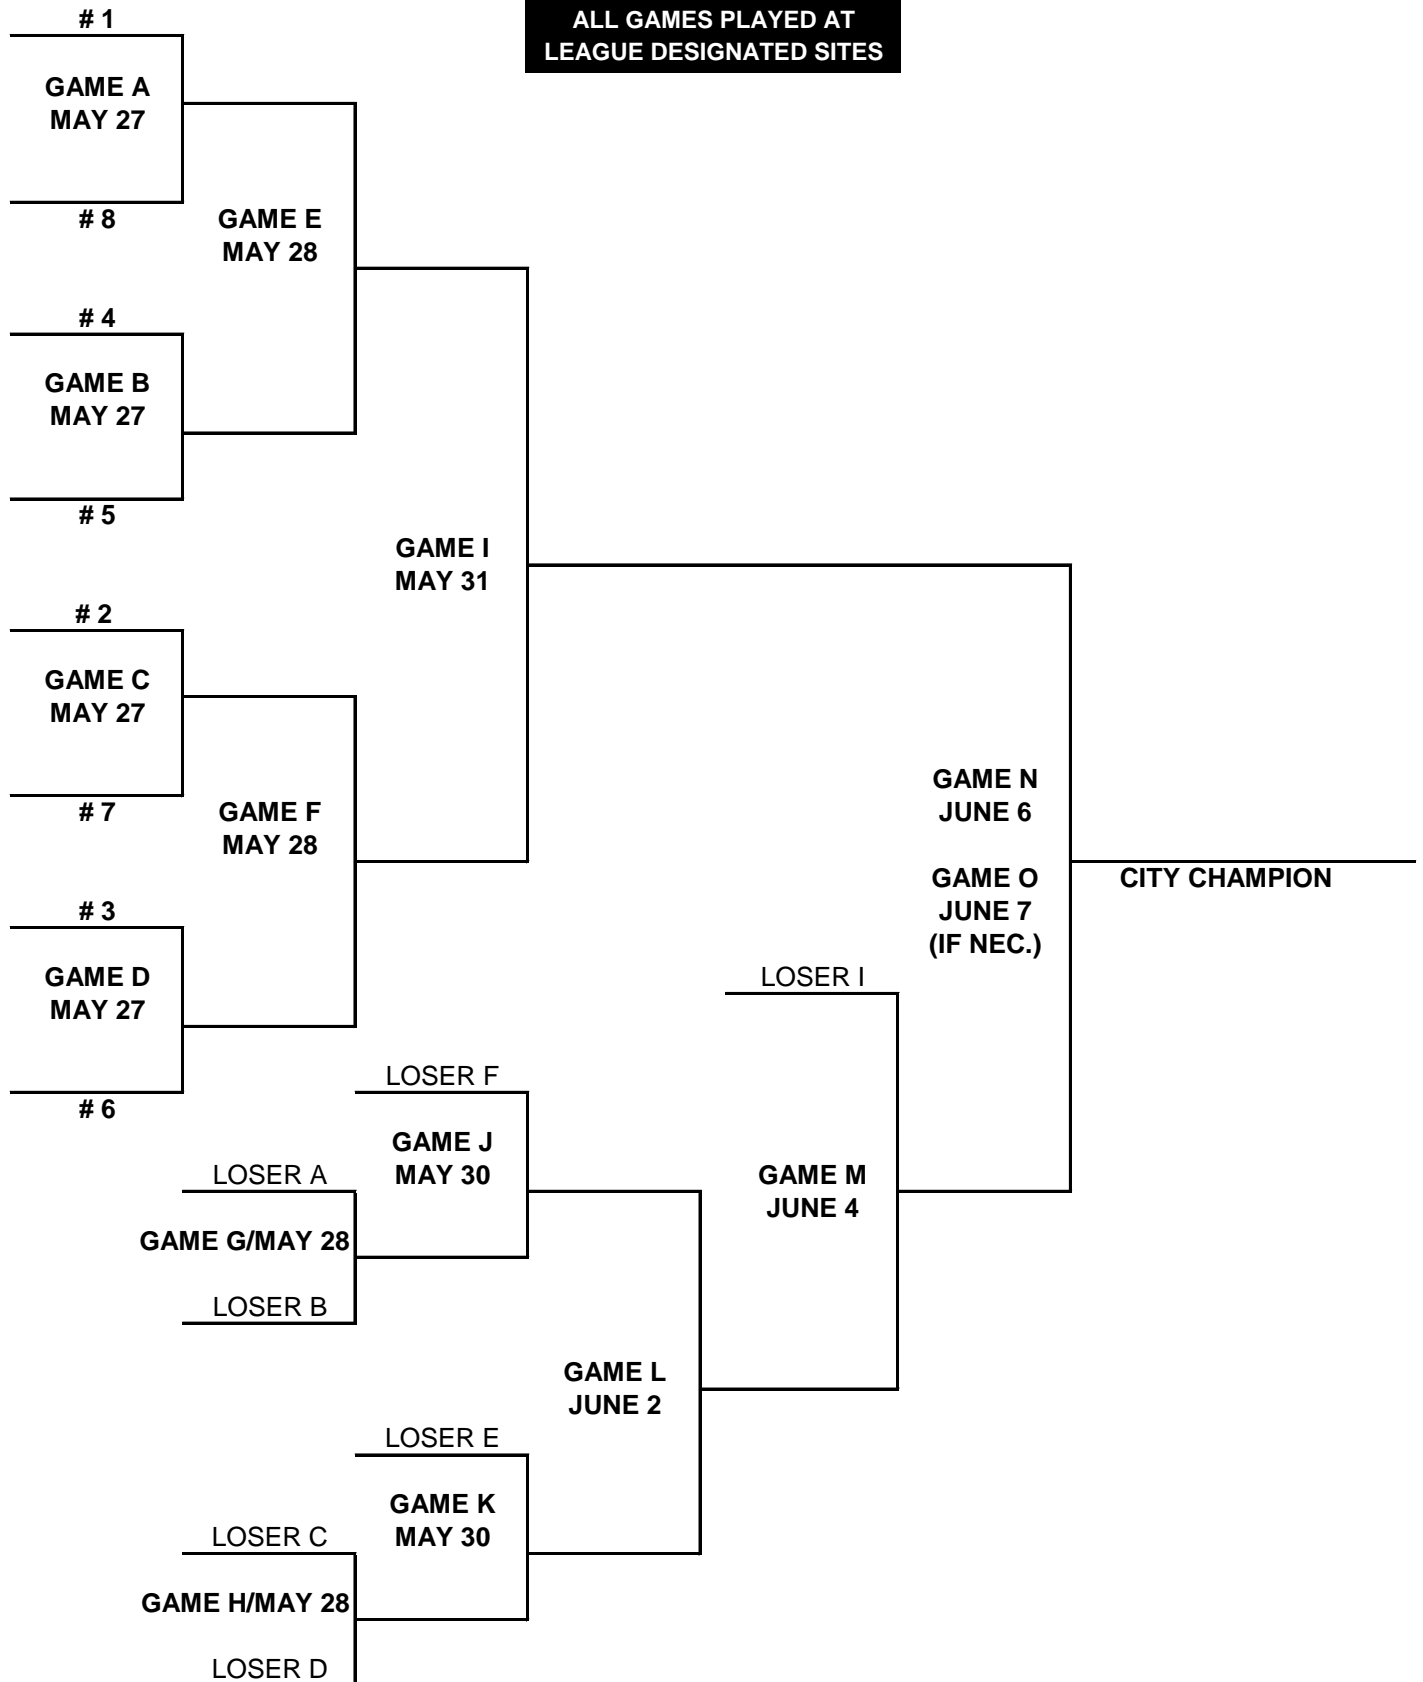 # 1
ALL GAMES PLAYED AT
LEAGUE DESIGNATED SITES
GAME A
MAY 27
# 8
GAME E
MAY 28
# 4
GAME B
MAY 27
# 5
GAME I
MAY 31
# 2
GAME C
MAY 27
# 7
GAME F
MAY 28
GAME N
JUNE 6
GAME O
JUNE 7
(IF NEC.)
CITY CHAMPION
# 3
GAME D
MAY 27
# 6
LOSER I
LOSER F
GAME J
MAY 30
LOSER A
GAME G/MAY 28
LOSER B
GAME M
JUNE 4
GAME L
JUNE 2
LOSER E
GAME K
MAY 30
LOSER C
GAME H/MAY 28
LOSER D